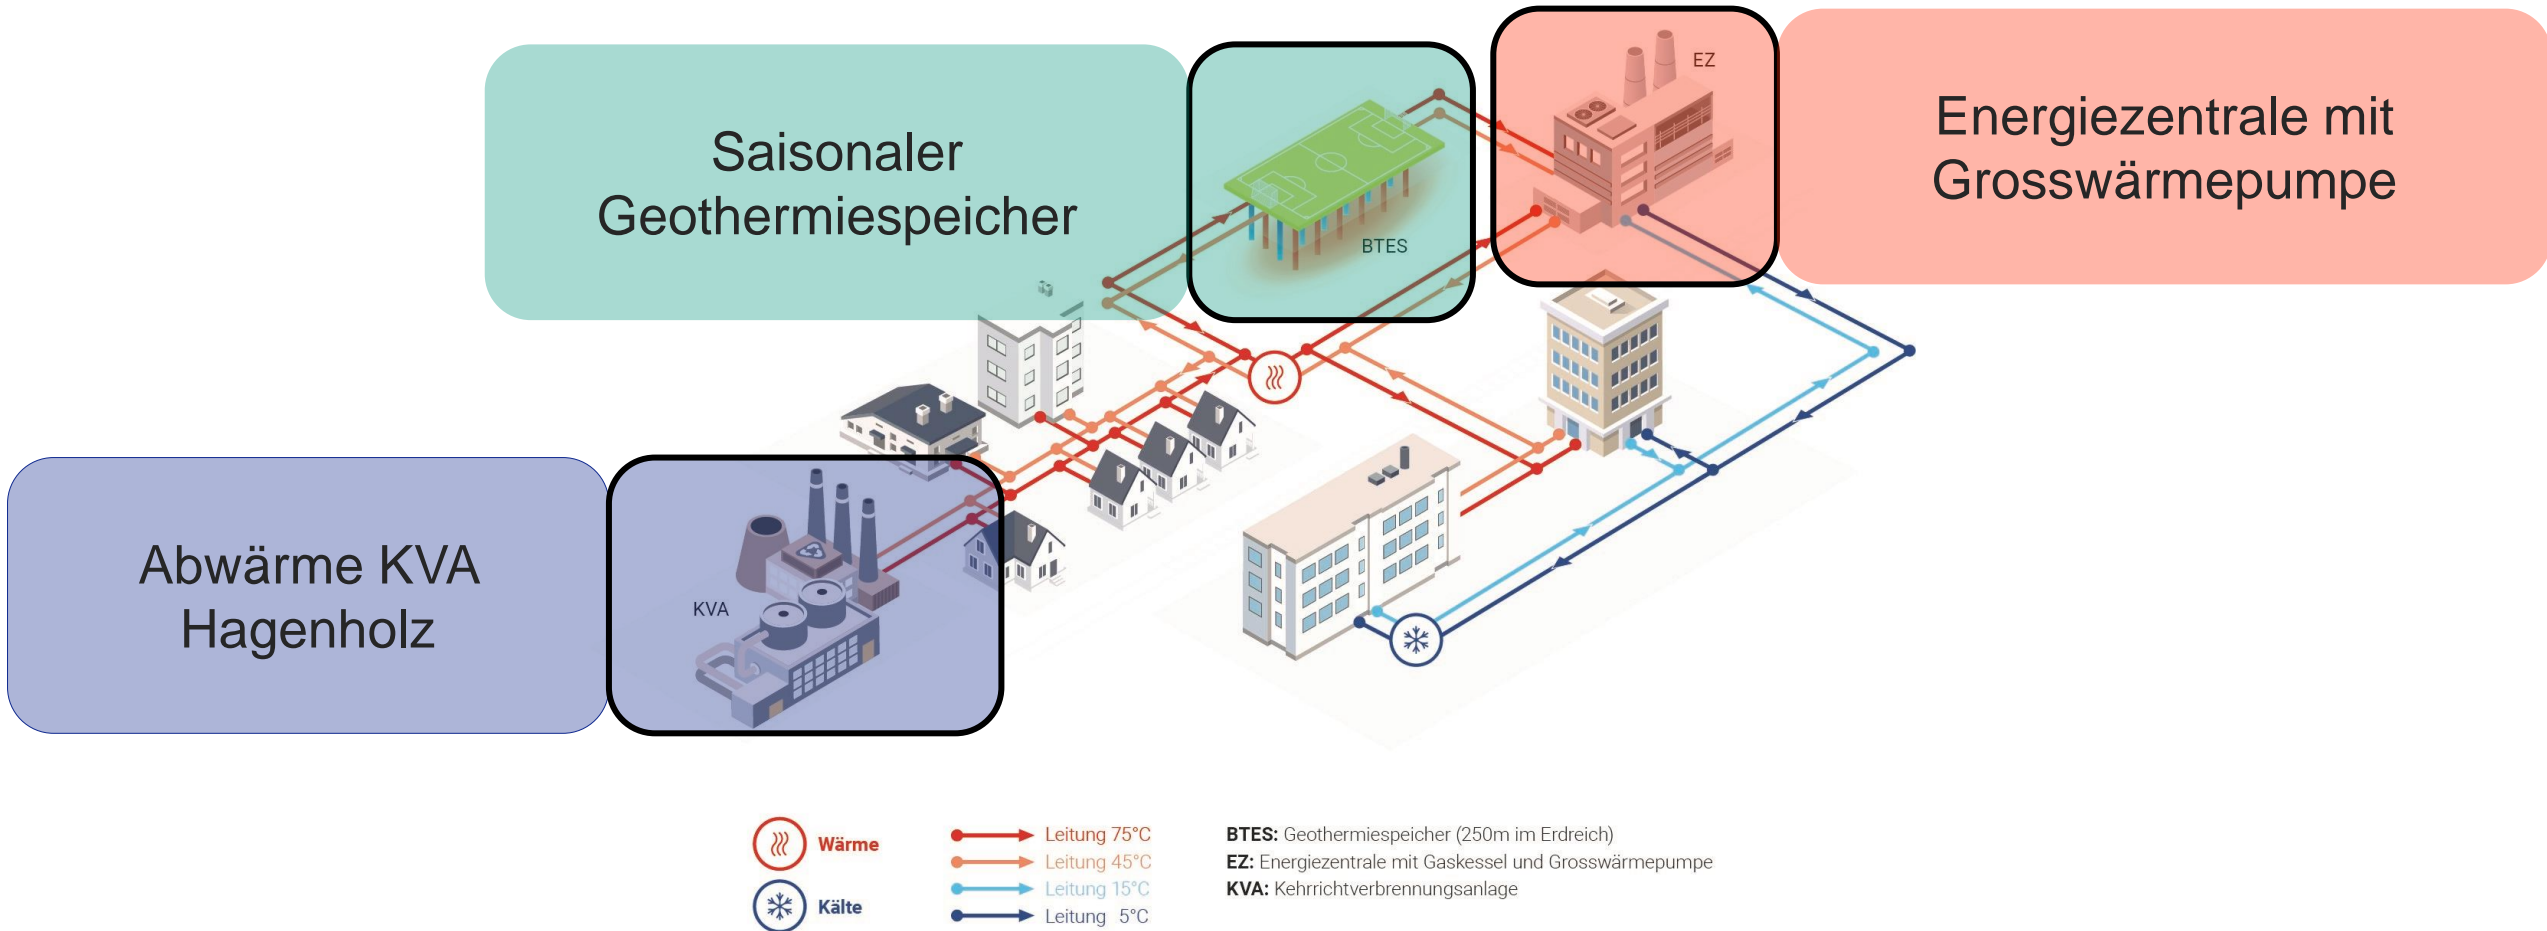 Saisonaler
Geothermiespeicher
BTES
EZ
Energiezentrale mit
Grosswärmepumpe
Abwärme KVA
Hagenholz
KVA
Wärme
Kälte
Leitung 75°C
Leitung 45°C
Leitung 15°C
Leitung 5°C
BTES: Geothermiespeicher (250m im Erdreich)
EZ: Energiezentrale mit Gaskessel und Grosswärmepumpe
KVA: Kehrrichtverbrennungsanlage